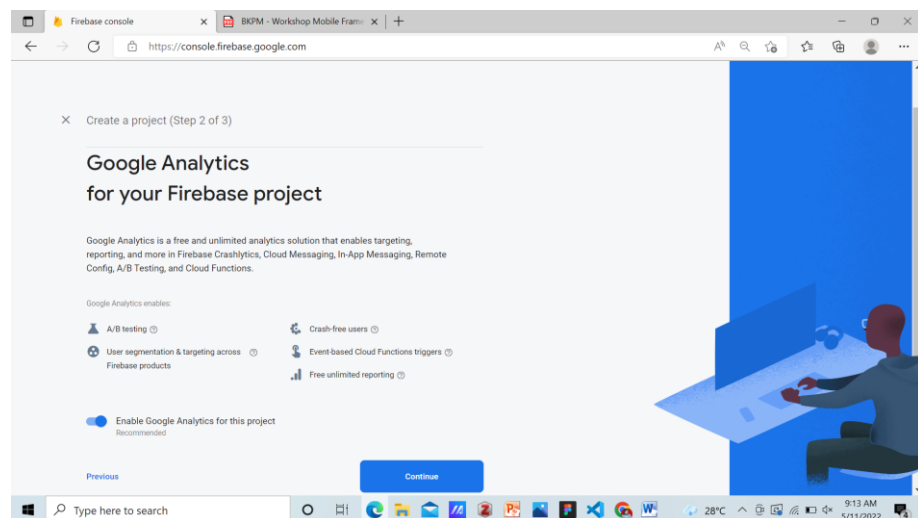 Firebase console
BKPM - Workshop Mobile Frame
https://console.firebase.google.com
Create a project (Step 2 of 3)
Google Analytics
for your Firebase project
Google Analytics is a free and unlimited analytics solution that enables targeting,
reporting, and more in Firebase Crashlytics, Cloud Messaging, In-App Messaging, Remote
Config, A/B Testing, and Cloud Functions.
Google Analytics enables:
A/B testing
Crash-free users
User segmentation & targeting across
Firebase products
Event-based Cloud Functions triggers
Free unlimited reporting
Enable Google Analytics for this project
Recommended
Previous
Continue
Type here to search
28°C
9:13 AM
5/11/2022